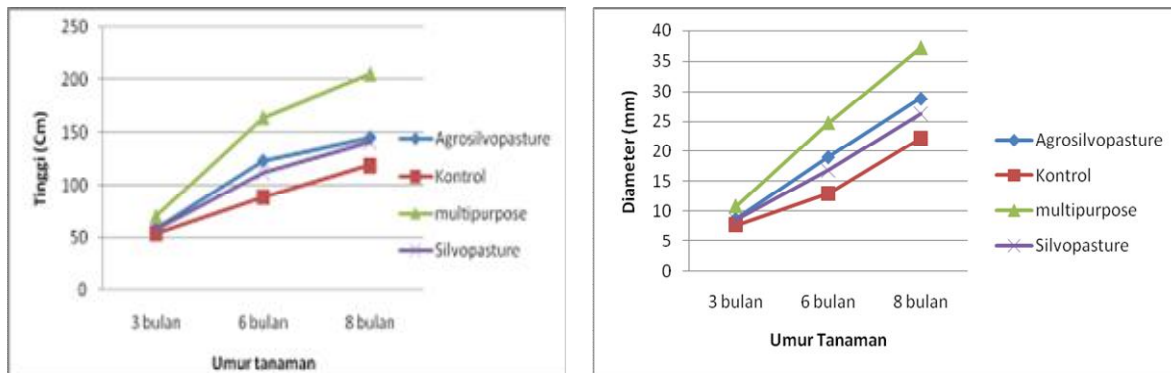 250
200
150
100
50
0
Tinggi (Cm)
3 bulan
6 bulan
8 bulan
Umur tanaman
Agrosilvopasture
Kontrol
multipurpose
Silvopasture
40
35
30
25
20
15
10
5
0
Diameter (mm)
3 bulan
6 bulan
8 bulan
Umur Tanaman
Agrosilvopasture
Kontrol
multipurpose
Silvopasture